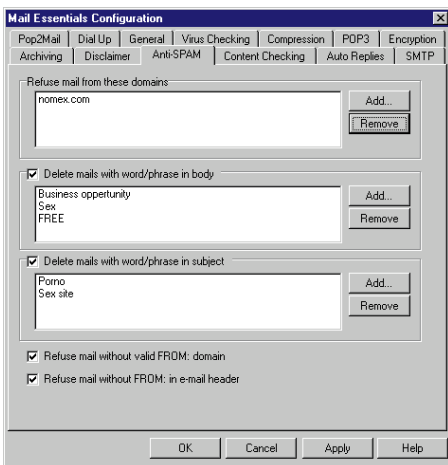 Mail Essentials Configuration
Pop2Mail Dial Up General Virus Checking Compression POP3 Encryption
Archiving Disclaimer Anti-SPAM Content Checking Auto Replies SMTP
Refuse mail from these domains
nomex.com
Add...
Remove
Delete mails with word/phrase in body
Business oppertunity
Sex
FREE
Add...
Remove
Delete mails with word/phrase in subject
Porno
Sex site
Add...
Remove
Refuse mail without valid FROM: domain
Refuse mail without FROM: in e-mail header
OK Cancel Apply Help